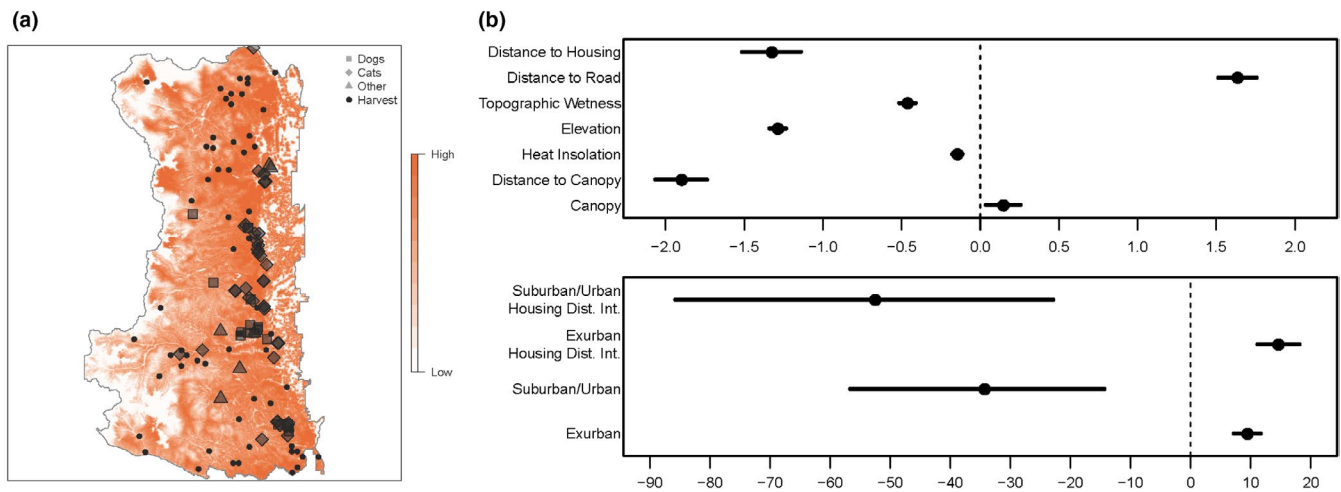 (a)
Dogs
Cats
Other
Harvest
High
Low
(b)
Distance to Housing
Distance to Road
Topographic Wetness
Elevation
Heat Insolation
Distance to Canopy
Canopy
−2.0 −1.5 −1.0 −0.5 0.0 0.5 1.0 1.5 2.0
Suburban/Urban
Housing Dist. Int.
Exurban
Housing Dist. Int.
Suburban/Urban
Exurban
−90 −80 −70 −60 −50 −40 −30 −20 −10 0 10 20